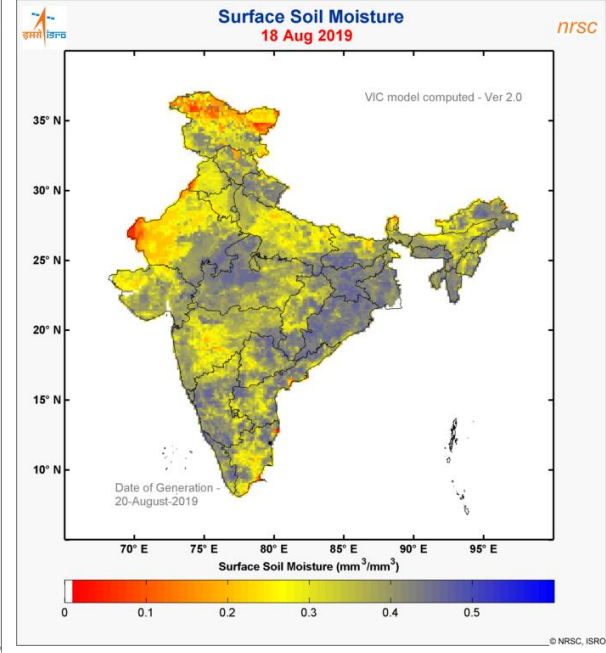 Surface Soil Moisture
18 Aug 2019
इसरो isro
nrsc
VIC model computed - Ver 2.0
35° N
30° N
25° N
20° N
15° N
10° N
Date of Generation -
20-August-2019
70° E 75° E 80° E 85° E 90° E 95° E
Surface Soil Moisture (mm³/mm³)
0 0.1 0.2 0.3 0.4 0.5
© NRSC, ISRO